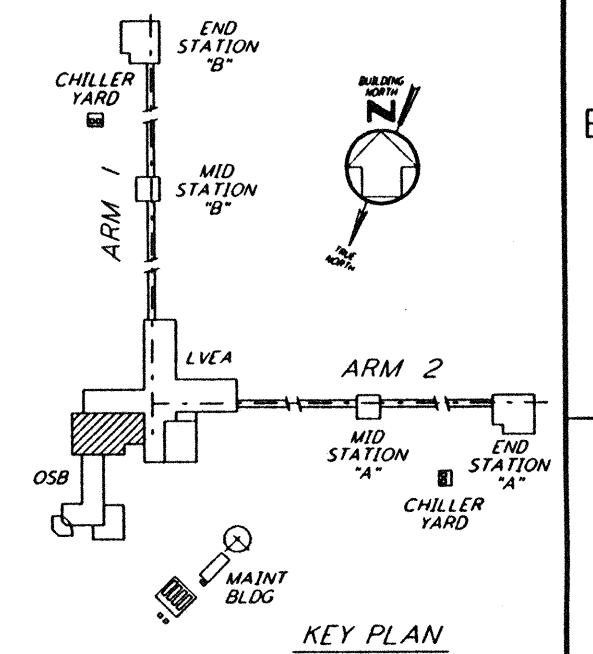 END
STATION
"B"
CHILLER
YARD
BUILDING
NORTH
N
MID
STATION
"B"
ARM 1
TRUE
NORTH
LVEA
ARM 2
MID
STATION
"A"
END
STATION
"A"
OSB
CHILLER
YARD
MAINT
BLDG
KEY PLAN